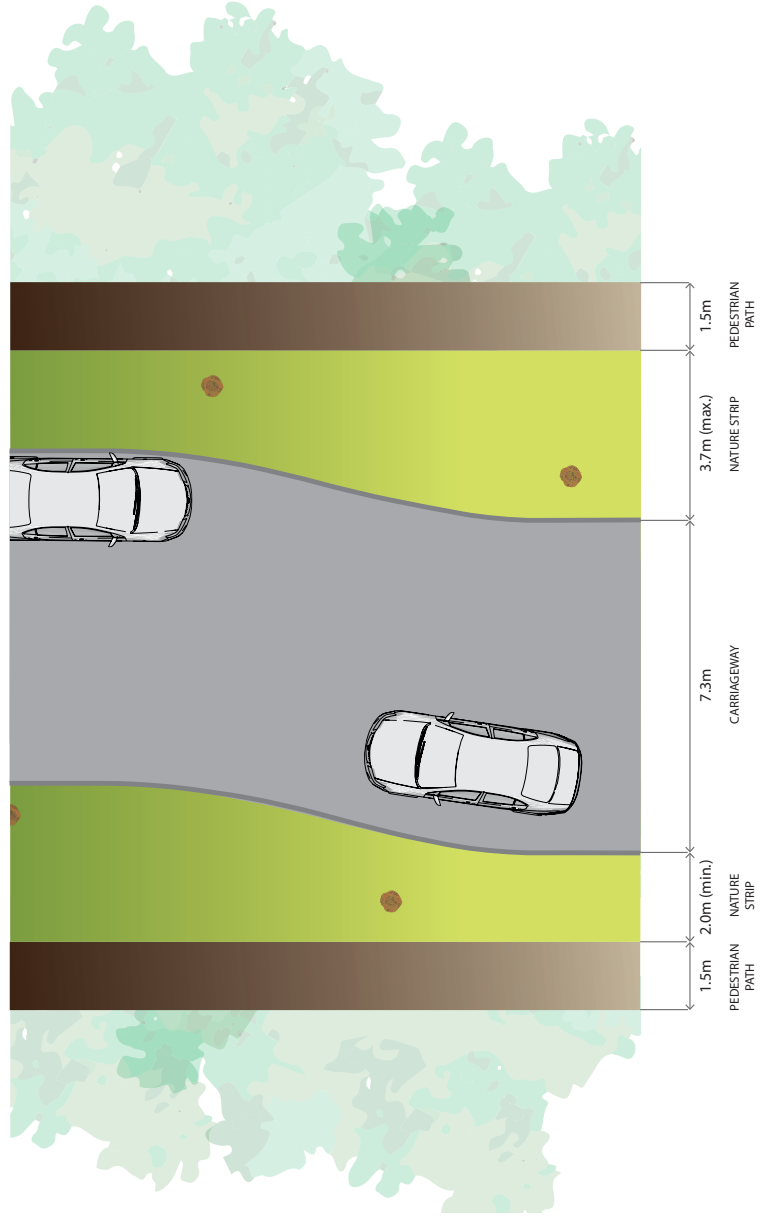 1.5m
PEDESTRIAN
PATH
2.0m (min.)
NATURE
STRIP
7.3m
CARRIAGEWAY
3.7m (max.)
NATURE STRIP
1.5m
PEDESTRIAN
PATH